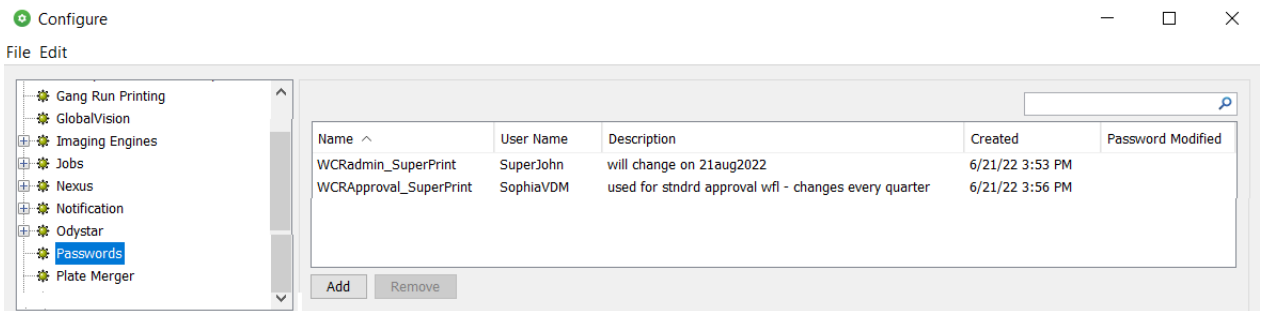 Configure
File Edit
Gang Run Printing
GlobalVision
Imaging Engines
Jobs
Nexus
Notification
Odystar
Passwords
Plate Merger
Name User Name Description Created Password Modified
WCRadmin_SuperPrint SuperJohn will change on 21aug2022 6/21/22 3:53 PM
WCRApproval_SuperPrint SophiaVDM used for stndrd approval wfl - changes every quarter 6/21/22 3:56 PM
Add Remove